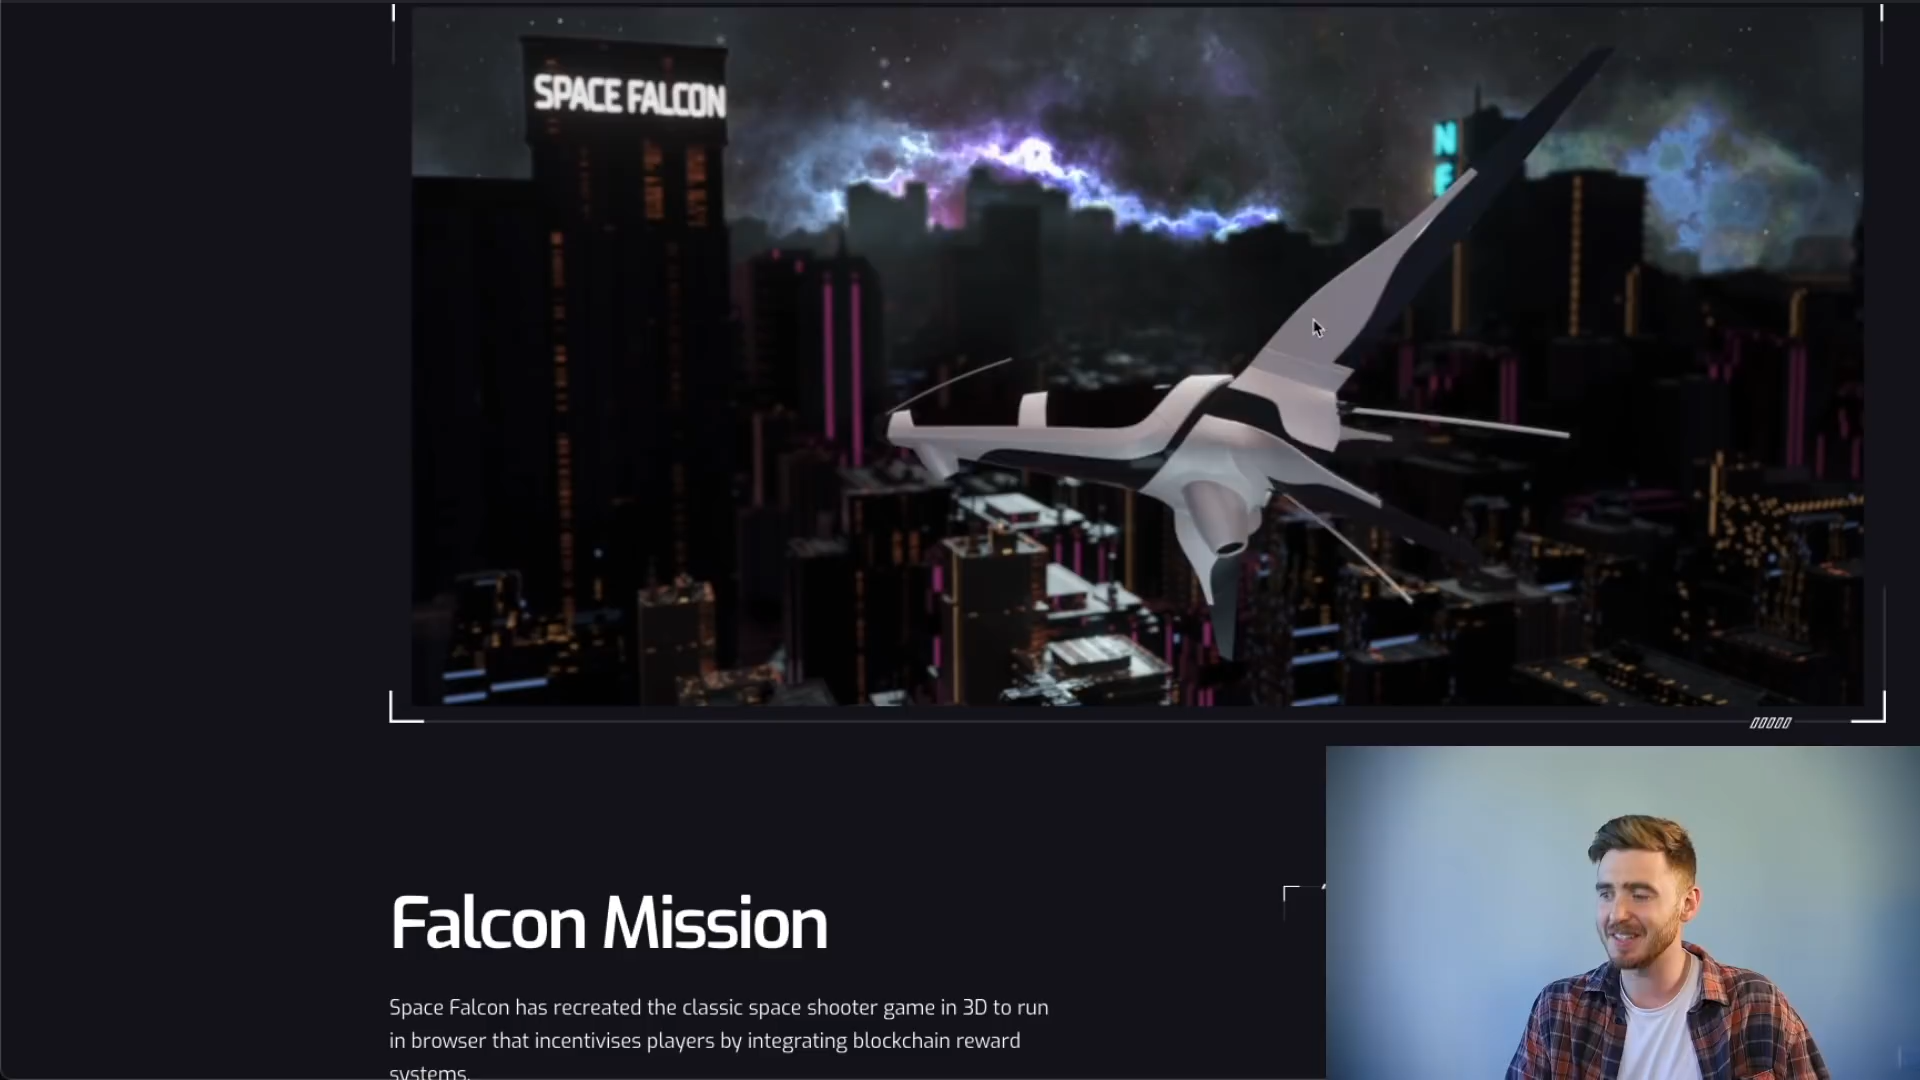 SPACE FALCON
NE
Falcon Mission
Space Falcon has recreated the classic space shooter game in 3D to run
in browser that incentivises players by integrating blockchain reward
systems.